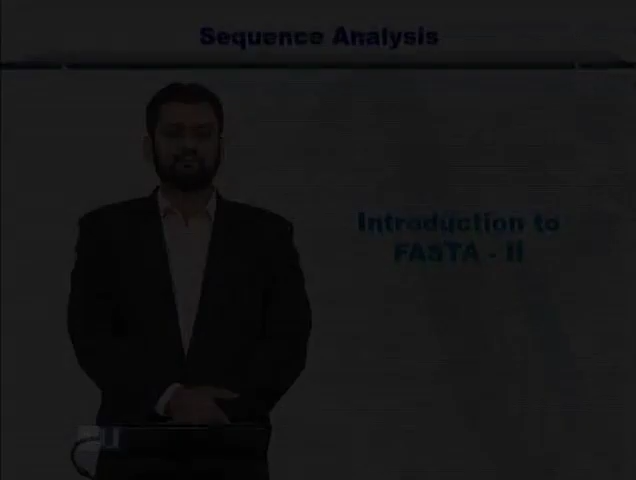 Sequence Analysis
Introduction to
FASTA - II